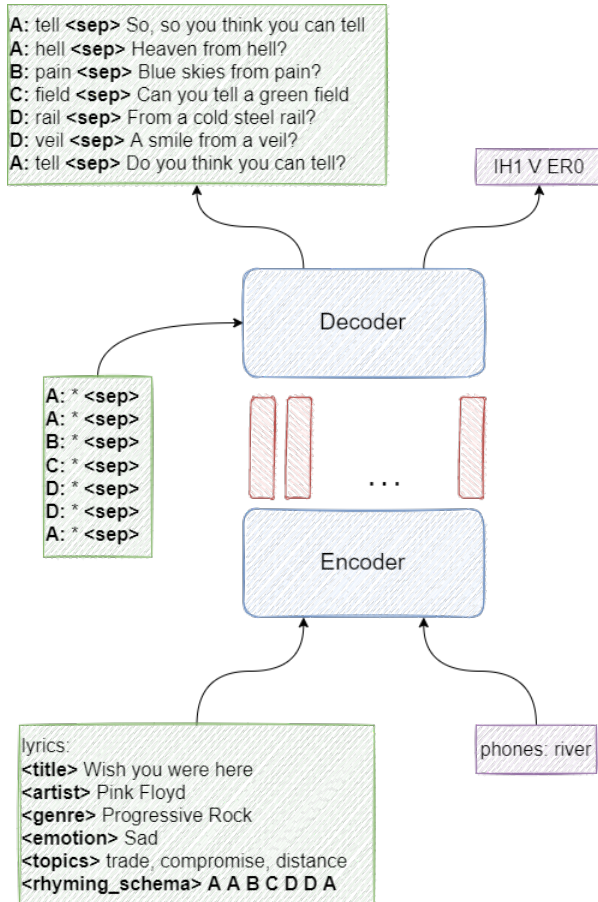 A: tell <sep> So, so you think you can tell
A: hell <sep> Heaven from hell?
B: pain <sep> Blue skies from pain?
C: field <sep> Can you tell a green field
D: rail <sep> From a cold steel rail?
D: veil <sep> A smile from a veil?
A: tell <sep> Do you think you can tell?
IH1 V ER0
Decoder
A: * <sep>
A: * <sep>
B: * <sep>
C: * <sep>
D: * <sep>
D: * <sep>
A: * <sep>
...
Encoder
lyrics:
<title> Wish you were here
<artist> Pink Floyd
<genre> Progressive Rock
<emotion> Sad
<topics> trade, compromise, distance
<rhyming_schema> A A B C D D A
phones: river